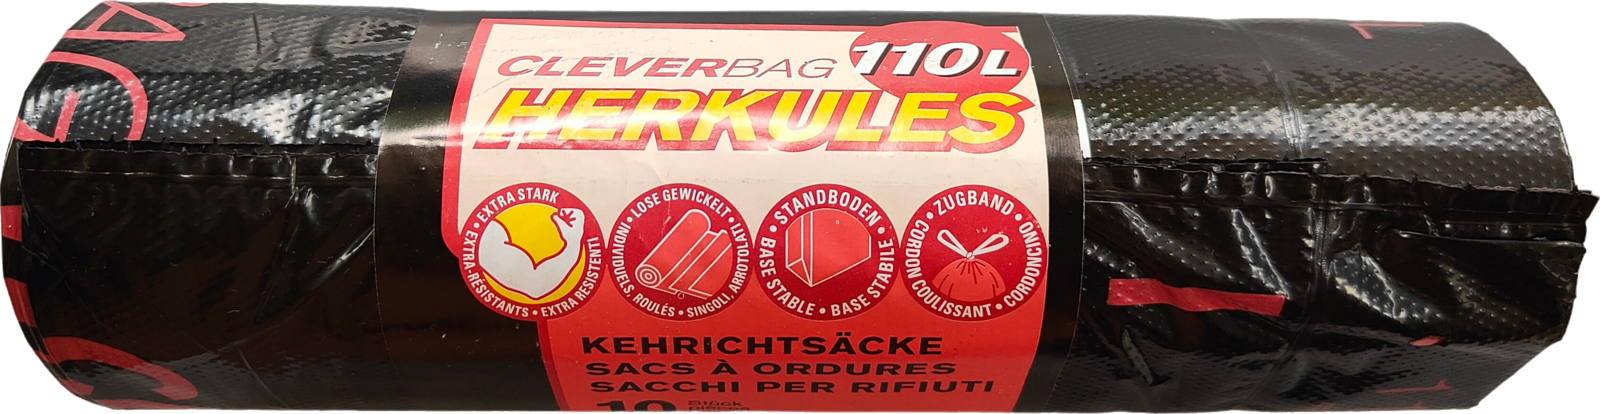 CLEVERBAG 110L
HERKULES
• EXTRA STARK • EXTRA-RÉSISTANTS • EXTRA RESISTENTI
• LOSE GEWICKELT • INDIVIDUELS, ROULÉS • SINGOLI, ARROTOLATI
STANDBODEN • BASE STABLE • BASE STABILE •
• ZUGBAND • CORDON COULISSANT • CORDONCINO
KEHRICHTSÄCKE
SACS À ORDURES
SACCHI PER RIFIUTI
10 Stück
pièces